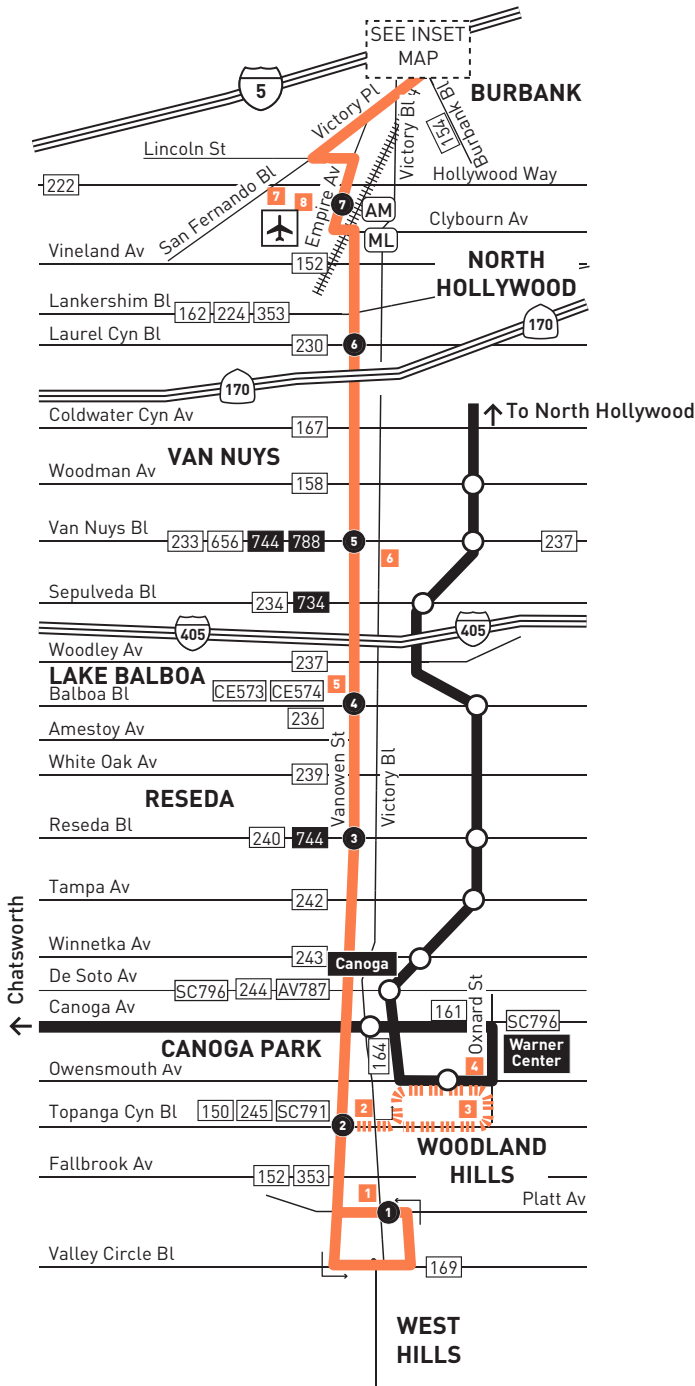 SEE INSET
MAP
5
BURBANK
Victory Pl
Victory Bl
Burbank Bl
154
Lincoln St
San Fernando Bl
Empire Av
222
Hollywood Way
7
8
7
AM
Clybourn Av
ML
Vineland Av
152
NORTH
HOLLYWOOD
Lankershim Bl
162
224
353
Laurel Cyn Bl
230
6
170
170
Coldwater Cyn Av
167
To North Hollywood
VAN NUYS
Woodman Av
158
Van Nuys Bl
233
656
744
788
5
237
6
Sepulveda Bl
234
734
405
405
Woodley Av
237
LAKE BALBOA
Balboa Bl
CE573
CE574
5
4
236
Amestoy Av
Vanowen St
Victory Bl
White Oak Av
239
RESEDA
Reseda Bl
240
744
3
Tampa Av
242
Winnetka Av
243
Canoga
De Soto Av
SC796
244
AV787
Chatsworth
Canoga Av
161
Oxnard St
SC796
Warner
Center
CANOGA PARK
164
4
Owensmouth Av
Topanga Cyn Bl
150
245
SC791
2
2
3
WOODLAND
HILLS
Fallbrook Av
152
353
1
1
Platt Av
Valley Circle Bl
169
WEST
HILLS